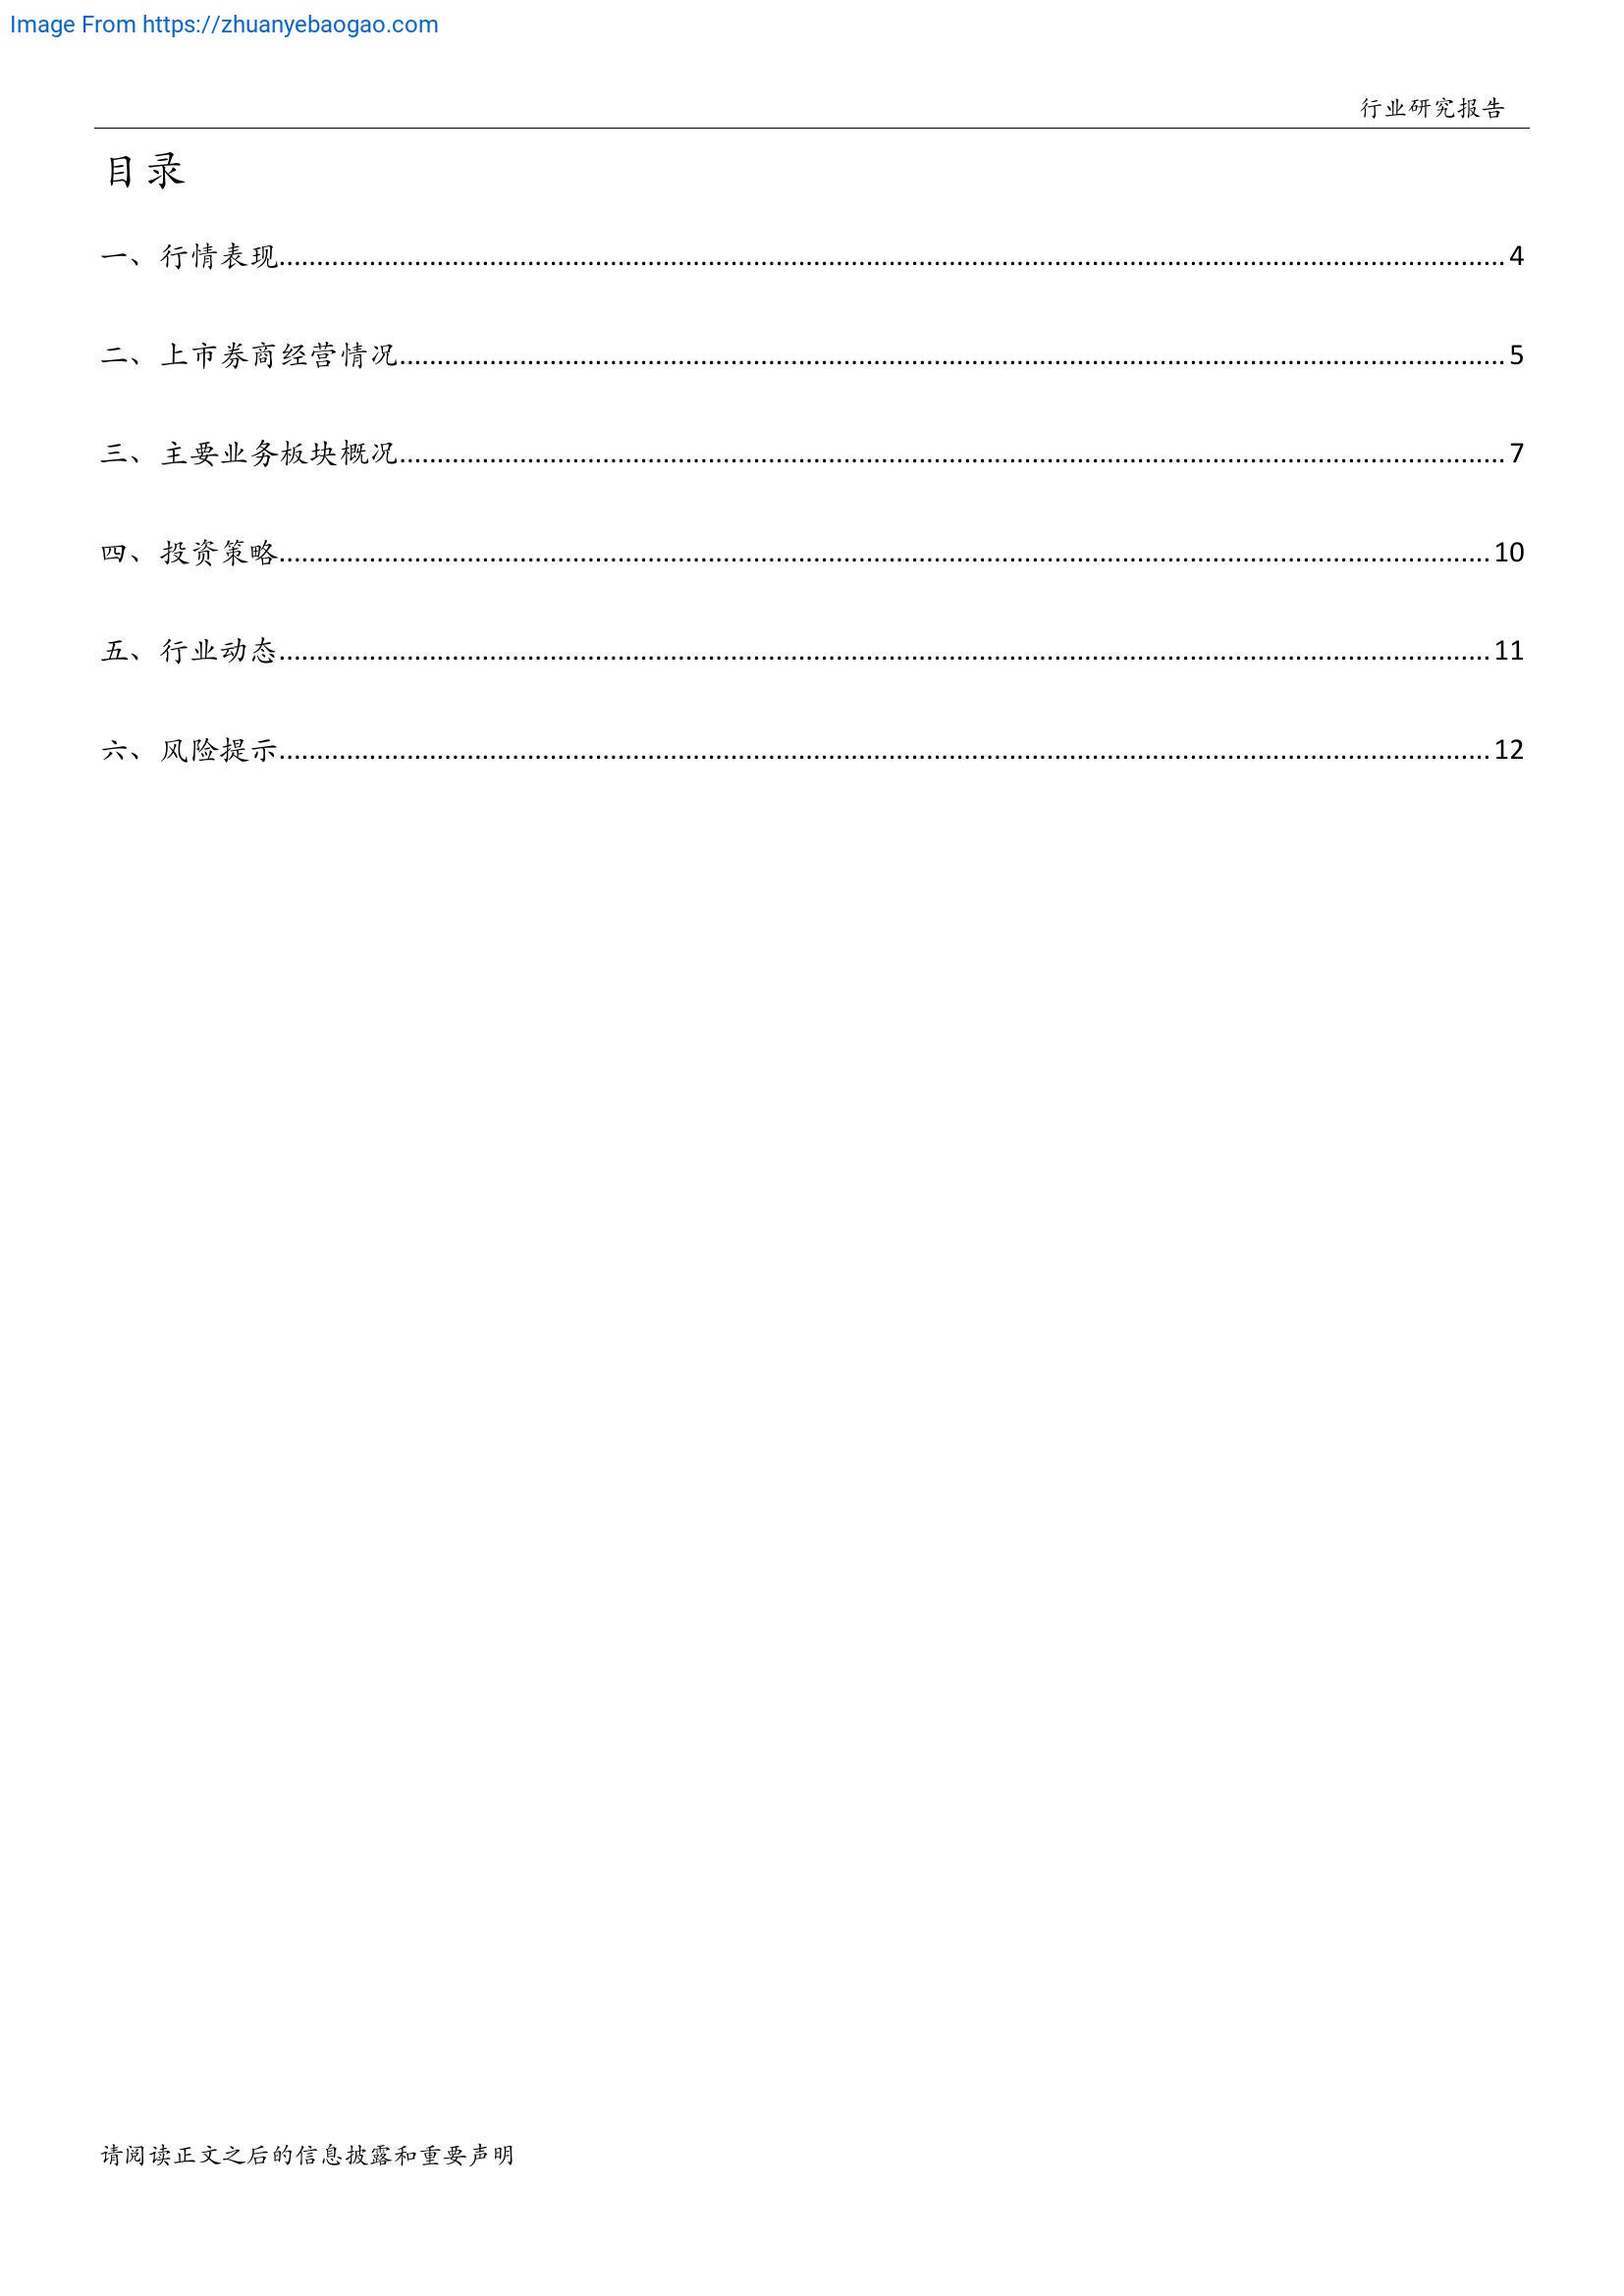 Image From https://zhuanyebaogao.com
行业研究报告
目录
一、行情表现........................................ 4
二、上市券商经营情况........................................ 5
三、主要业务板块概况........................................ 7
四、投资策略........................................ 10
五、行业动态........................................ 11
六、风险提示........................................ 12
请阅读正文之后的信息披露和重要声明